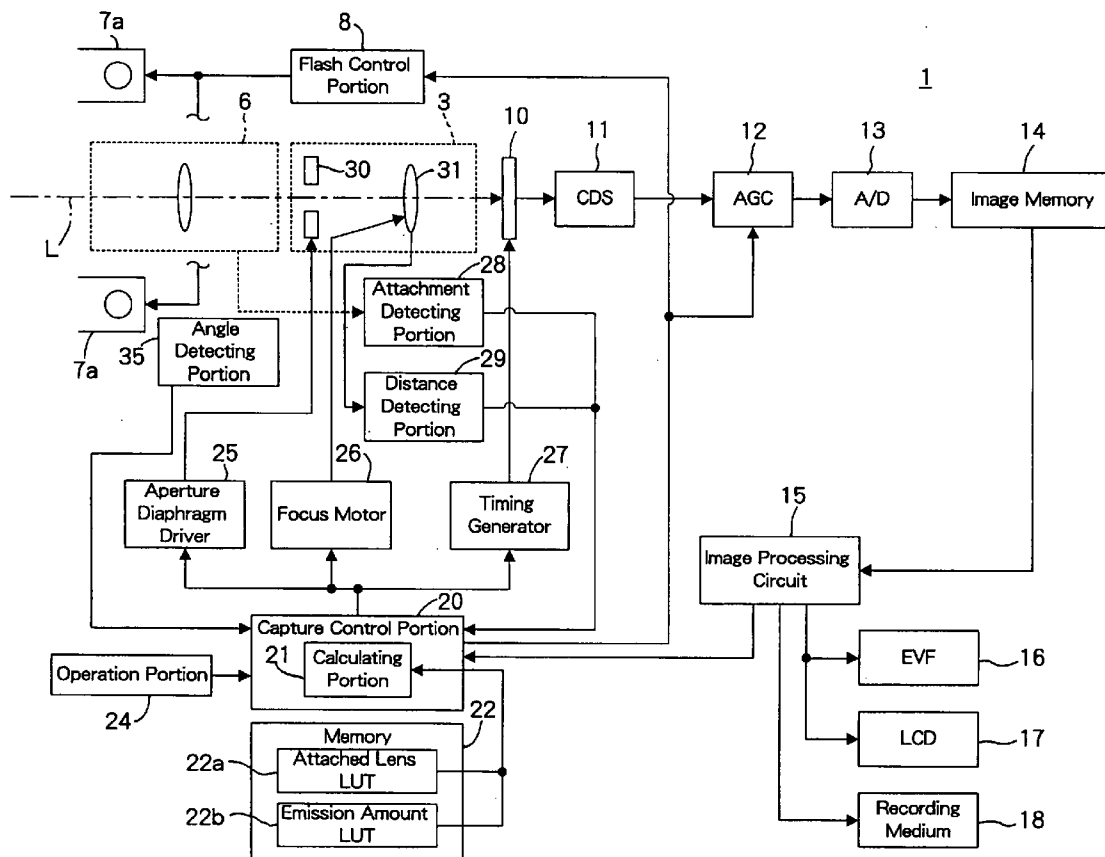 7a
8
Flash Control
Portion
1
6
3
10
11
12
13
14
30
31
CDS
AGC
A/D
Image Memory
L
28
Attachment
Detecting
Portion
7a
35
Angle
Detecting
Portion
29
Distance
Detecting
Portion
25
Aperture
Diaphragm
Driver
26
Focus Motor
27
Timing
Generator
15
Image Processing
Circuit
20
Capture Control Portion
21
Calculating
Portion
Operation Portion
24
EVF
16
22
Memory
22a
Attached Lens
LUT
22b
Emission Amount
LUT
LCD
17
Recording
Medium
18